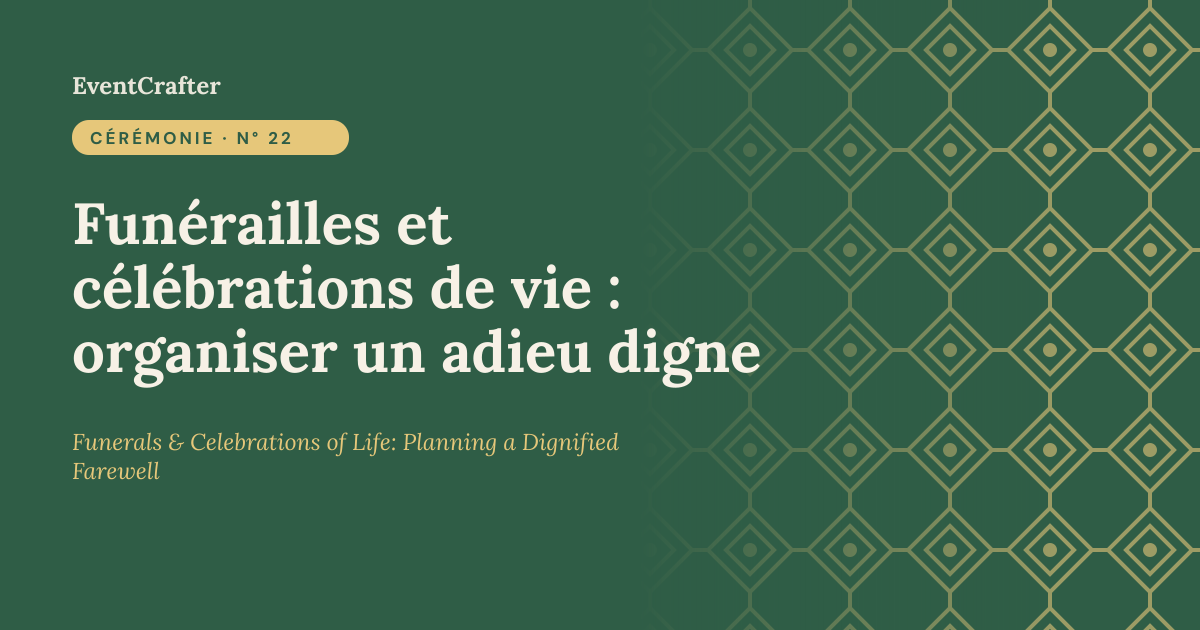 EventCrafter
CÉRÉMONIE · N° 22
Funérailles et
célébrations de vie :
organiser un adieu digne
Funerals & Celebrations of Life: Planning a Dignified
Farewell